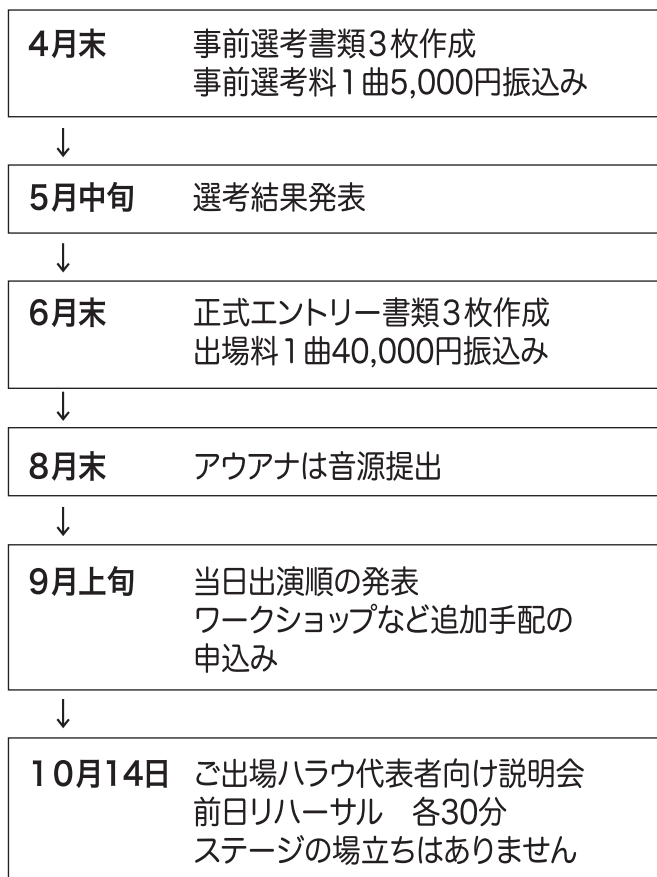 4月末 事前選考書類3枚作成
事前選考料1曲5,000円振込み
↓
5月中旬 選考結果発表
↓
6月末 正式エントリー書類3枚作成
出場料1曲40,000円振込み
↓
8月末 アウアナは音源提出
↓
9月上旬 当日出演順の発表
ワークショップなど追加手配の
申込み
↓
10月14日 ご出場ハラウ代表者向け説明会
前日リハーサル　各30分
ステージの場立ちはありません